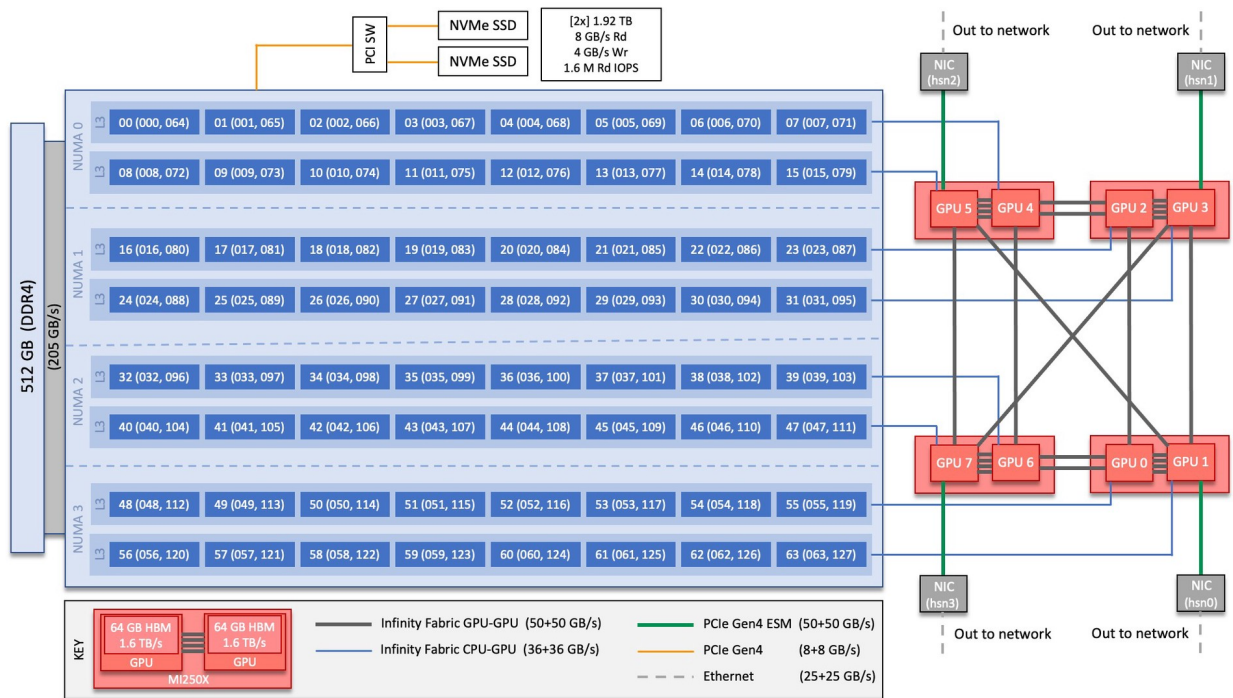 NVMe SSD
NVMe SSD
PCI SW
[2x] 1.92 TB
8 GB/s Rd
4 GB/s Wr
1.6 M Rd IOPS
Out to network
Out to network
NIC
(hsn2)
NIC
(hsn1)
512 GB (DDR4)
(205 GB/s)
NUMA 0
L3
00 (000, 064) 01 (001, 065) 02 (002, 066) 03 (003, 067) 04 (004, 068) 05 (005, 069) 06 (006, 070) 07 (007, 071)
L3
08 (008, 072) 09 (009, 073) 10 (010, 074) 11 (011, 075) 12 (012, 076) 13 (013, 077) 14 (014, 078) 15 (015, 079)
NUMA 1
L3
16 (016, 080) 17 (017, 081) 18 (018, 082) 19 (019, 083) 20 (020, 084) 21 (021, 085) 22 (022, 086) 23 (023, 087)
L3
24 (024, 088) 25 (025, 089) 26 (026, 090) 27 (027, 091) 28 (028, 092) 29 (029, 093) 30 (030, 094) 31 (031, 095)
NUMA 2
L3
32 (032, 096) 33 (033, 097) 34 (034, 098) 35 (035, 099) 36 (036, 100) 37 (037, 101) 38 (038, 102) 39 (039, 103)
L3
40 (040, 104) 41 (041, 105) 42 (042, 106) 43 (043, 107) 44 (044, 108) 45 (045, 109) 46 (046, 110) 47 (047, 111)
NUMA 3
L3
48 (048, 112) 49 (049, 113) 50 (050, 114) 51 (051, 115) 52 (052, 116) 53 (053, 117) 54 (054, 118) 55 (055, 119)
L3
56 (056, 120) 57 (057, 121) 58 (058, 122) 59 (059, 123) 60 (060, 124) 61 (061, 125) 62 (062, 126) 63 (063, 127)
GPU 5 GPU 4 GPU 2 GPU 3
GPU 7 GPU 6 GPU 0 GPU 1
NIC
(hsn3)
NIC
(hsn0)
Out to network
Out to network
KEY
64 GB HBM
1.6 TB/s
GPU
64 GB HBM
1.6 TB/s
GPU
MI250X
Infinity Fabric GPU-GPU (50+50 GB/s)
Infinity Fabric CPU-GPU (36+36 GB/s)
PCIe Gen4 ESM (50+50 GB/s)
PCIe Gen4 (8+8 GB/s)
Ethernet (25+25 GB/s)